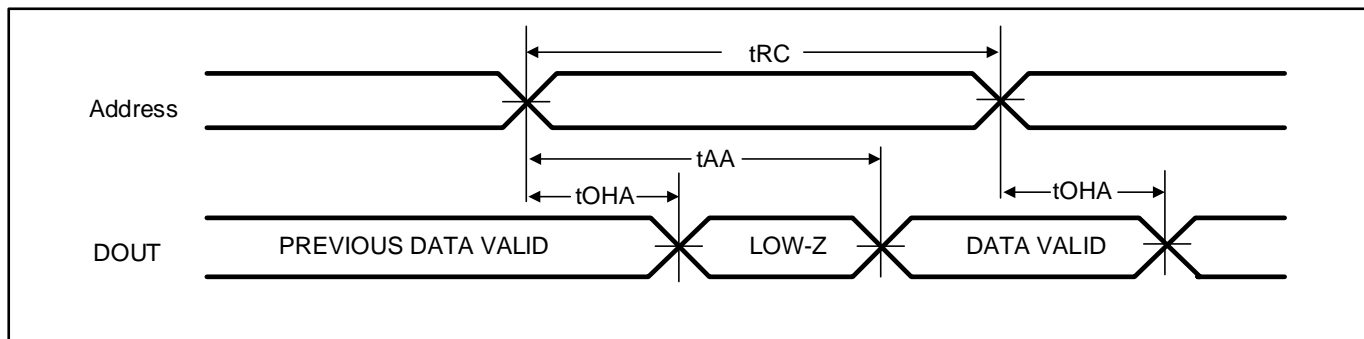 tRC
Address
tAA
tOHA
tOHA
DOUT
PREVIOUS DATA VALID
LOW-Z
DATA VALID